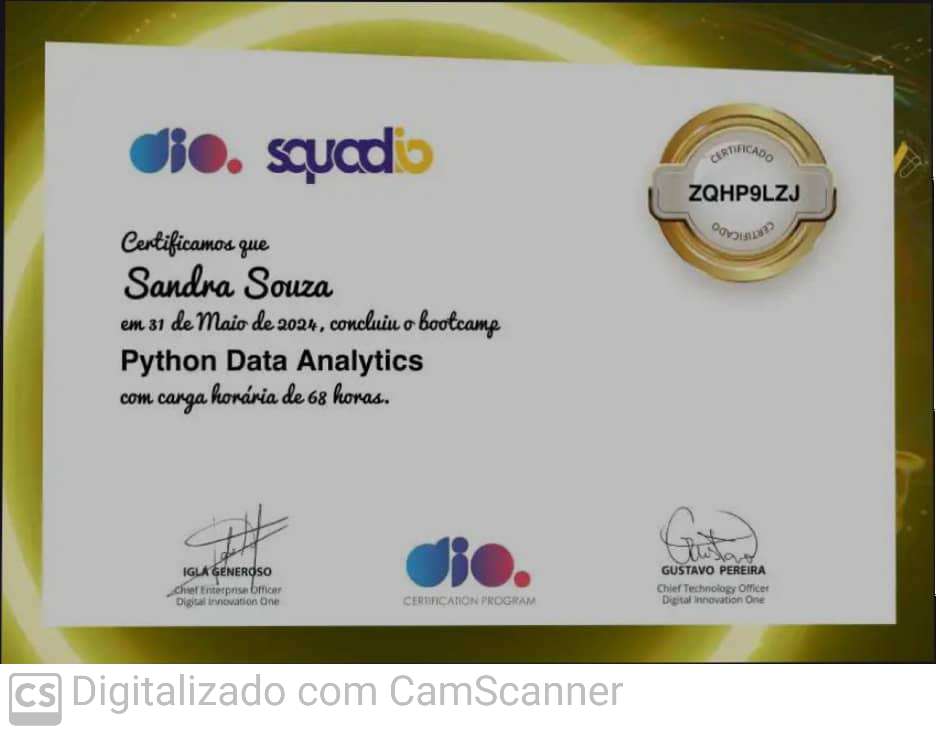 dio. squadio
CERTIFICADO
ZQHP9LZJ
CERTIFICADO
Certificamos que
Sandra Souza
em 31 de Maio de 2024, concluiu o bootcamp
Python Data Analytics
com carga horária de 68 horas.
IGLÁ GENEROSO
Chief Enterprise Officer
Digital Innovation One
dio.
CERTIFICATION PROGRAM
Gustavo
GUSTAVO PEREIRA
Chief Technology Officer
Digital Innovation One
CS Digitalizado com CamScanner